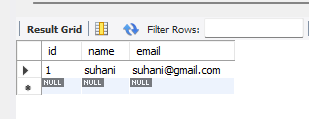 Result Grid Filter Rows:
id name email
1 suhani suhani@gmail.com
NULL NULL NULL